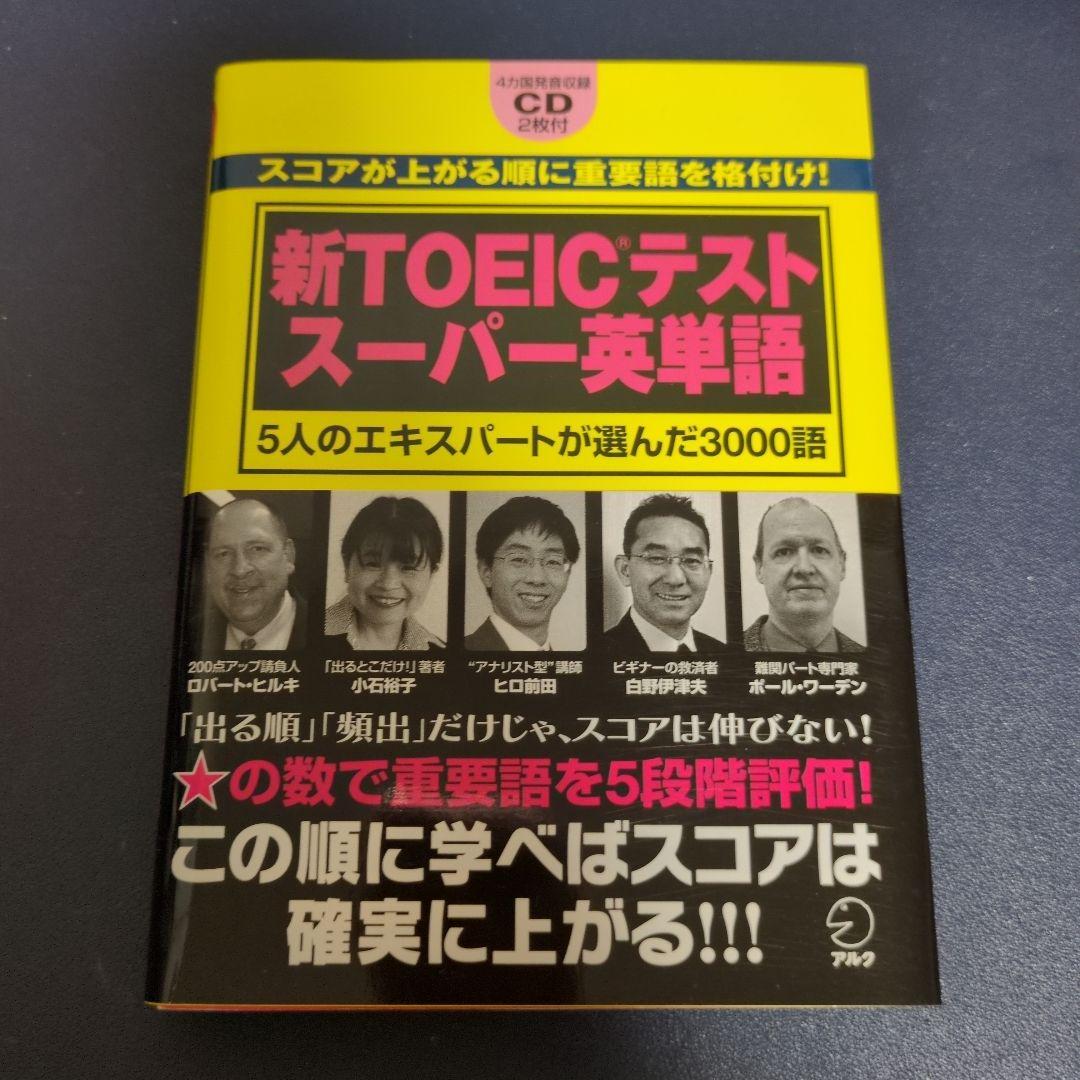 4カ国発音収録
CD
2枚付
スコアが上がる順に重要語を格付け!
新TOEIC®テスト
スーパー英単語
5人のエキスパートが選んだ3000語
200点アップ請負人
ロバート・ヒルキ
「出るとこだけ!」著者
小石裕子
“アナリスト型”講師
ヒロ前田
ビギナーの救済者
白野伊津夫
難関パート専門家
ポール・ワーデン
「出る順」「頻出」だけじゃ、スコアは伸びない!
★の数で重要語を5段階評価!
この順に学べばスコアは
確実に上がる!!!
アルク